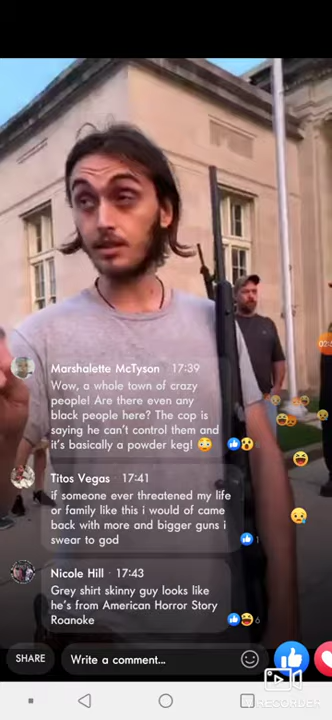 Marshalette McTyson · 17:39
Wow, a whole town of crazy
people! Are there even any
black people here? The cop is
saying he can't control them and
it's basically a powder keg! 😳
Titos Vegas · 17:41
if someone ever threatened my life
or family like this i would of came
back with more and bigger guns i
swear to god
1
Nicole Hill · 17:43
Grey shirt skinny guy looks like
he's from American Horror Story
Roanoke
6
SHARE
Write a comment...
RECORDER